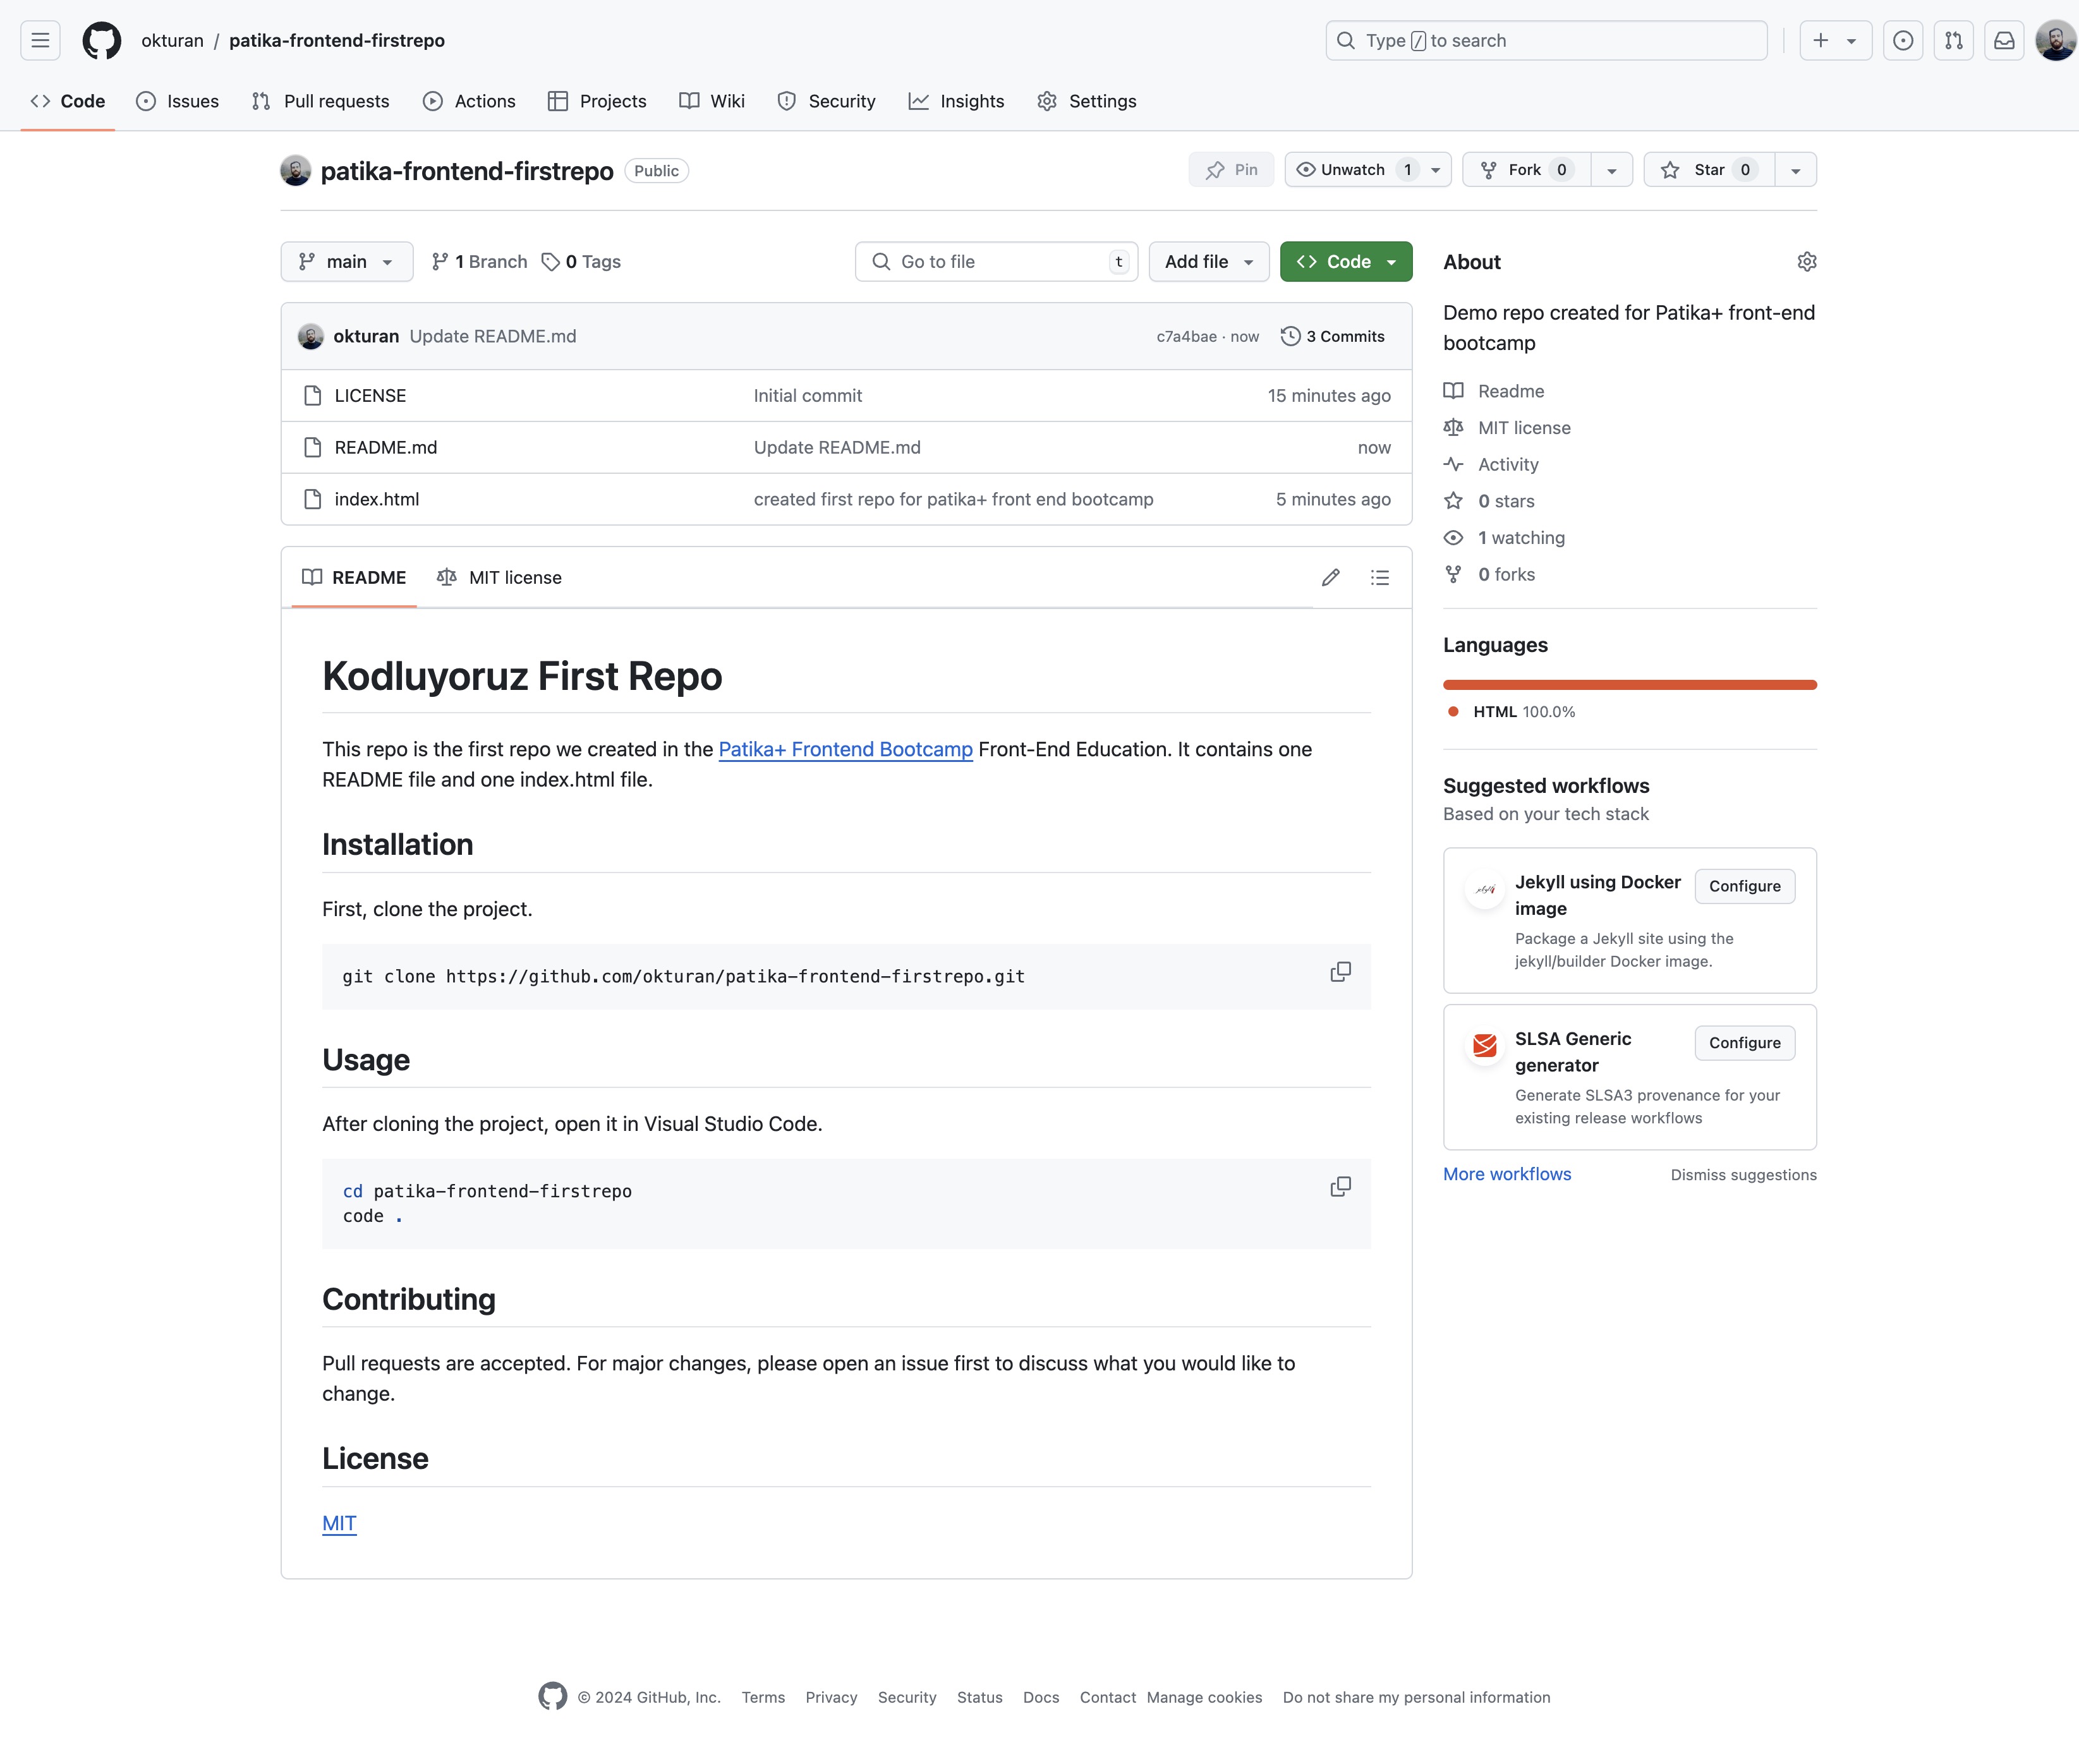 okturan / patika-frontend-firstrepo
Type / to search
Code Issues Pull requests Actions Projects Wiki Security Insights Settings
patika-frontend-firstrepo Public
Pin Unwatch 1 Fork 0 Star 0
main 1 Branch 0 Tags
Go to file t Add file Code
okturan Update README.md c7a4bae · now 3 Commits
LICENSE Initial commit 15 minutes ago
README.md Update README.md now
index.html created first repo for patika+ front end bootcamp 5 minutes ago
README MIT license
Kodluyoruz First Repo
This repo is the first repo we created in the Patika+ Frontend Bootcamp Front-End Education. It contains one
README file and one index.html file.
Installation
First, clone the project.
git clone https://github.com/okturan/patika-frontend-firstrepo.git
Usage
After cloning the project, open it in Visual Studio Code.
cd patika-frontend-firstrepo
code .
Contributing
Pull requests are accepted. For major changes, please open an issue first to discuss what you would like to
change.
License
MIT
About
Demo repo created for Patika+ front-end
bootcamp
Readme
MIT license
Activity
0 stars
1 watching
0 forks
Languages
HTML 100.0%
Suggested workflows
Based on your tech stack
Jekyll using Docker
image
Configure
Package a Jekyll site using the
jekyll/builder Docker image.
SLSA Generic
generator
Configure
Generate SLSA3 provenance for your
existing release workflows
More workflows Dismiss suggestions
© 2024 GitHub, Inc. Terms Privacy Security Status Docs Contact Manage cookies Do not share my personal information